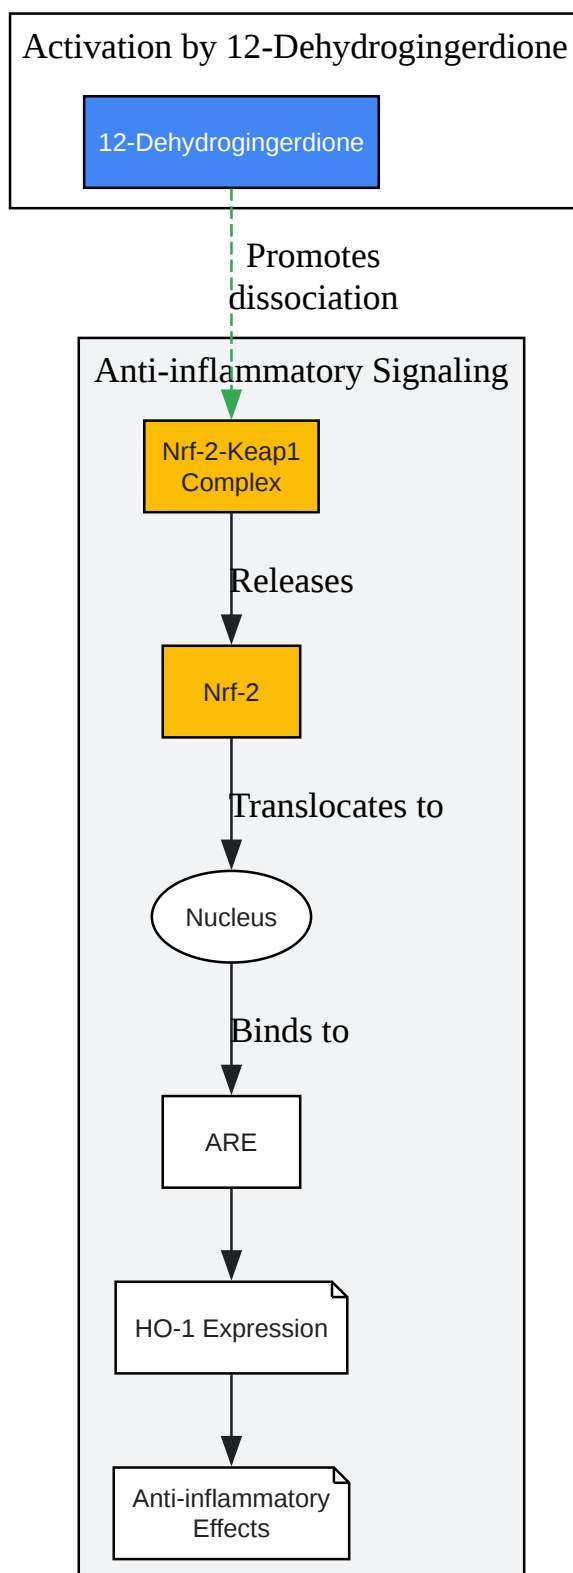 Activation by 12-Dehydrogingerdione
12-Dehydrogingerdione
Promotes
dissociation
Anti-inflammatory Signaling
Nrf-2-Keap1
Complex
Releases
Nrf-2
Translocates to
Nucleus
Binds to
ARE
HO-1 Expression
Anti-inflammatory
Effects